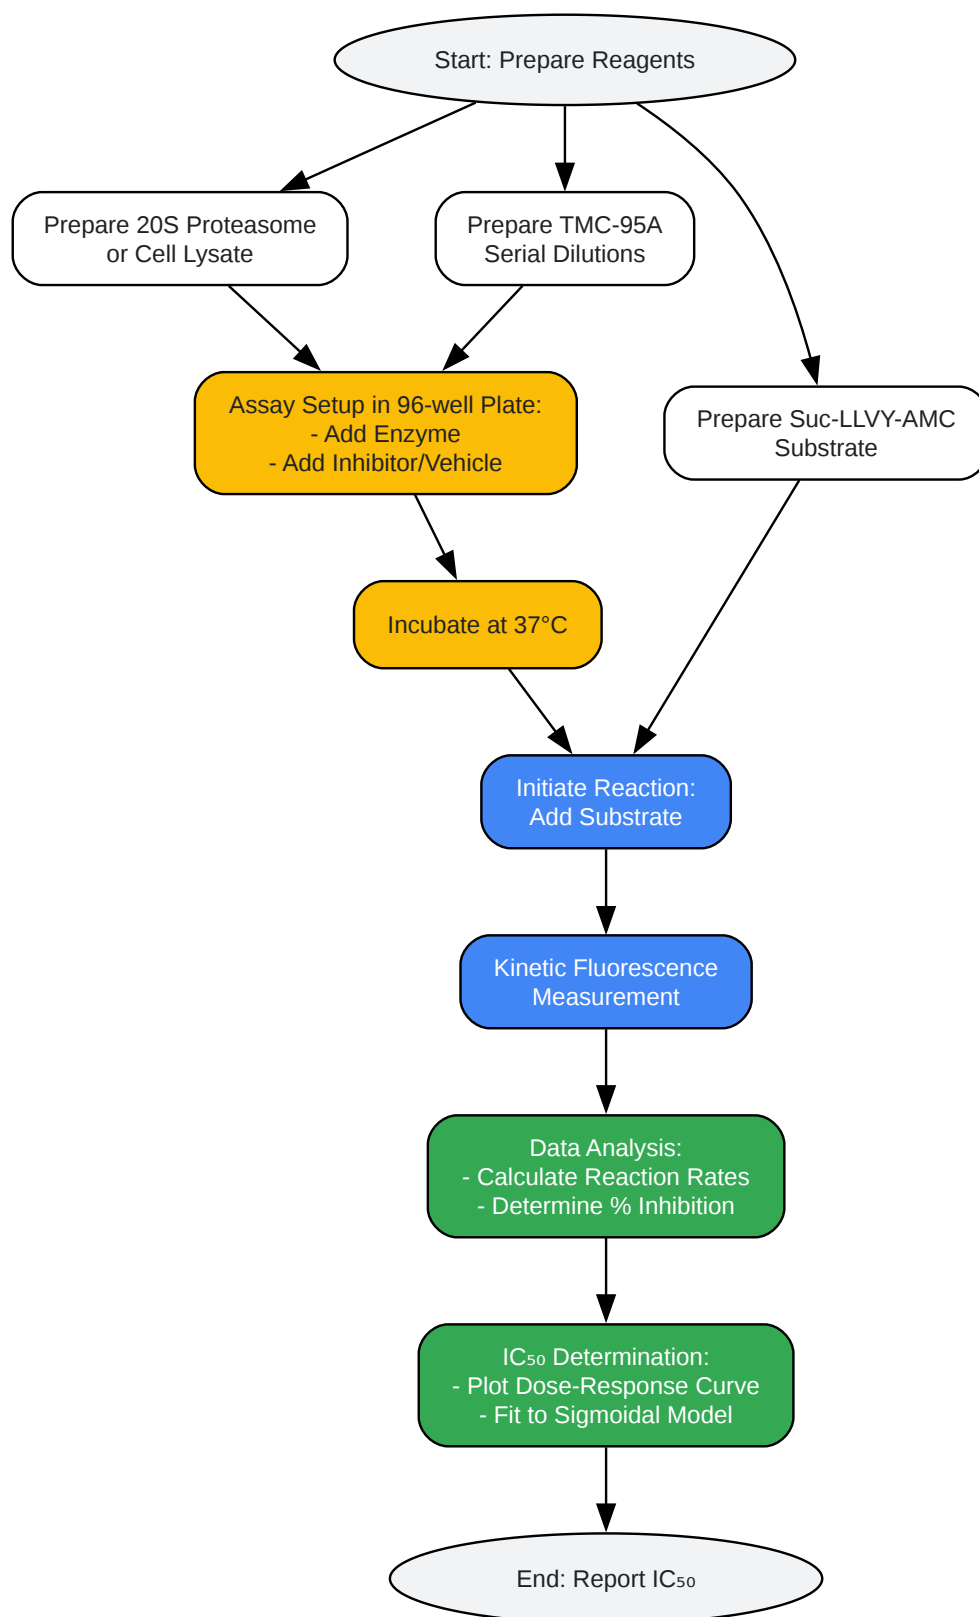 Start: Prepare Reagents
Prepare 20S Proteasome
or Cell Lysate
Prepare TMC-95A
Serial Dilutions
Assay Setup in 96-well Plate:
- Add Enzyme
- Add Inhibitor/Vehicle
Prepare Suc-LLVY-AMC
Substrate
Incubate at 37°C
Initiate Reaction:
Add Substrate
Kinetic Fluorescence
Measurement
Data Analysis:
- Calculate Reaction Rates
- Determine % Inhibition
IC₅₀ Determination:
- Plot Dose-Response Curve
- Fit to Sigmoidal Model
End: Report IC₅₀